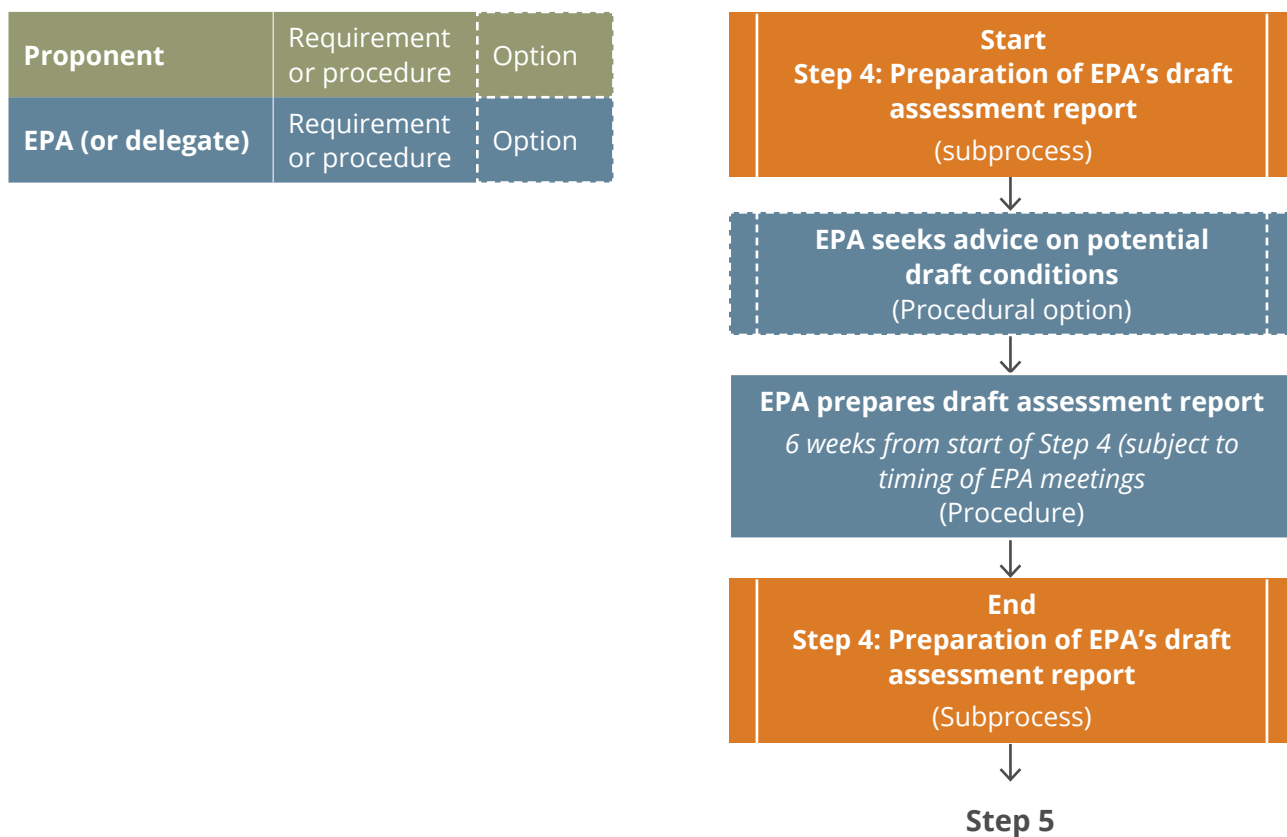 Proponent
Requirement
or procedure
Option
EPA (or delegate)
Requirement
or procedure
Option
Start
Step 4: Preparation of EPA’s draft
assessment report
(subprocess)
EPA seeks advice on potential
draft conditions
(Procedural option)
EPA prepares draft assessment report
6 weeks from start of Step 4 (subject to
timing of EPA meetings
(Procedure)
End
Step 4: Preparation of EPA’s draft
assessment report
(Subprocess)
Step 5